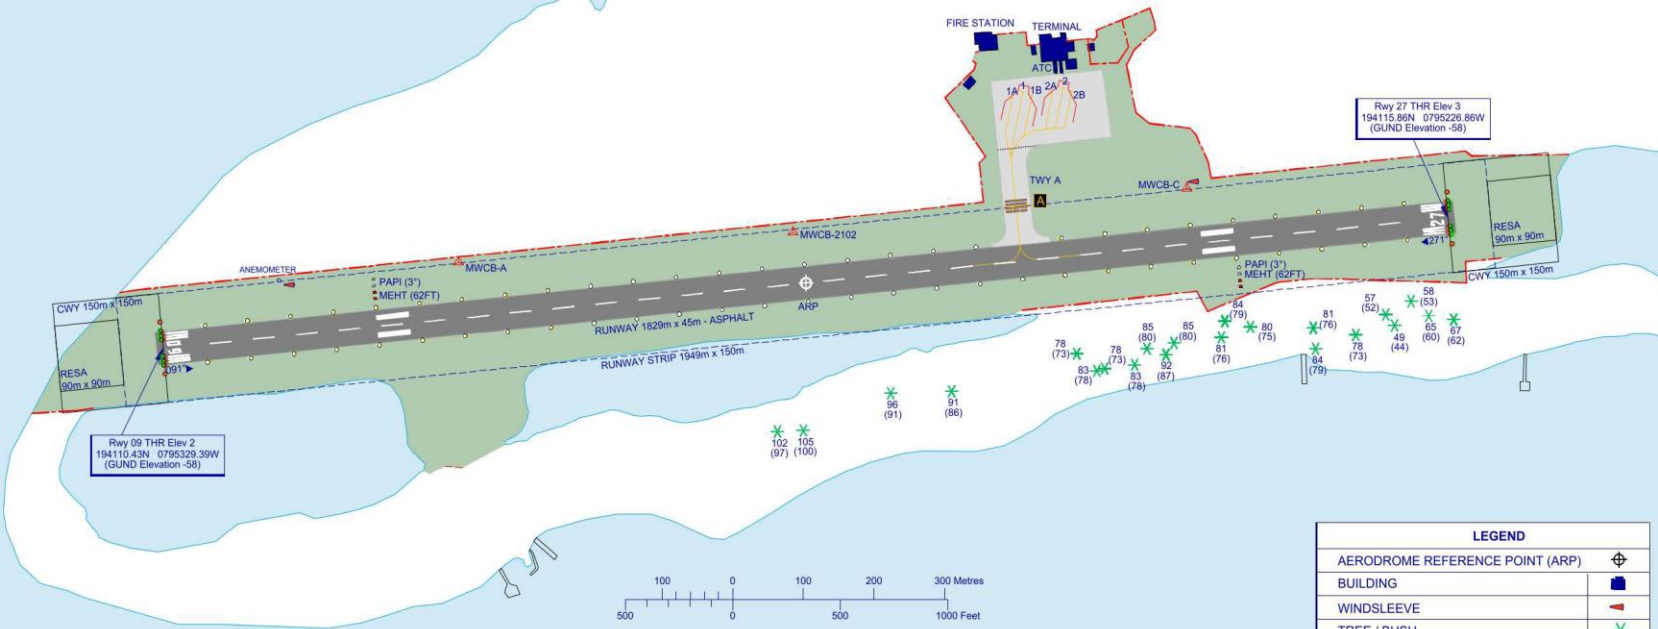 FIRE STATION
TERMINAL
ATC
1A
1
1B
2A
2
2B
Rwy 27 THR Elev 3
194115.86N 0795226.86W
(GUND Elevation -58)
TWY A
A
MWCB-C
MWCB-2102
MWCB-A
ANEMOMETER
PAPI (3°)
MEHT (62FT)
CWY 150m x 150m
RESA
90m x 90m
09
091°
ARP
RUNWAY 1829m x 45m - ASPHALT
RUNWAY STRIP 1949m x 150m
PAPI (3°)
MEHT (62FT)
27
271°
RESA
90m x 90m
CWY 150m x 150m
Rwy 09 THR Elev 2
194110.43N 0795329.39W
(GUND Elevation -58)
102
(97)
105
(100)
96
(91)
91
(86)
78
(73)
83
(78)
78
(73)
85
(80)
83
(78)
92
(87)
85
(80)
84
(79)
81
(76)
80
(75)
81
(76)
84
(79)
78
(73)
57
(52)
49
(44)
58
(53)
65
(60)
67
(62)
100 0 100 200 300 Metres
500 0 500 1000 Feet
LEGEND
AERODROME REFERENCE POINT (ARP)
BUILDING
WINDSLEEVE
TREE / BUSH